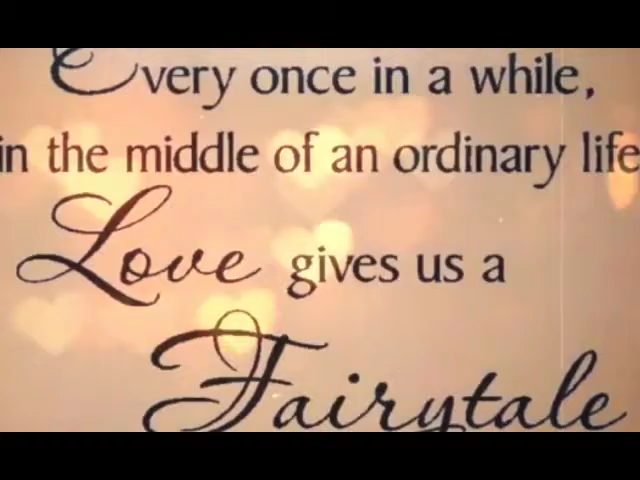 Every once in a while,
in the middle of an ordinary life
Love gives us a
Fairytale